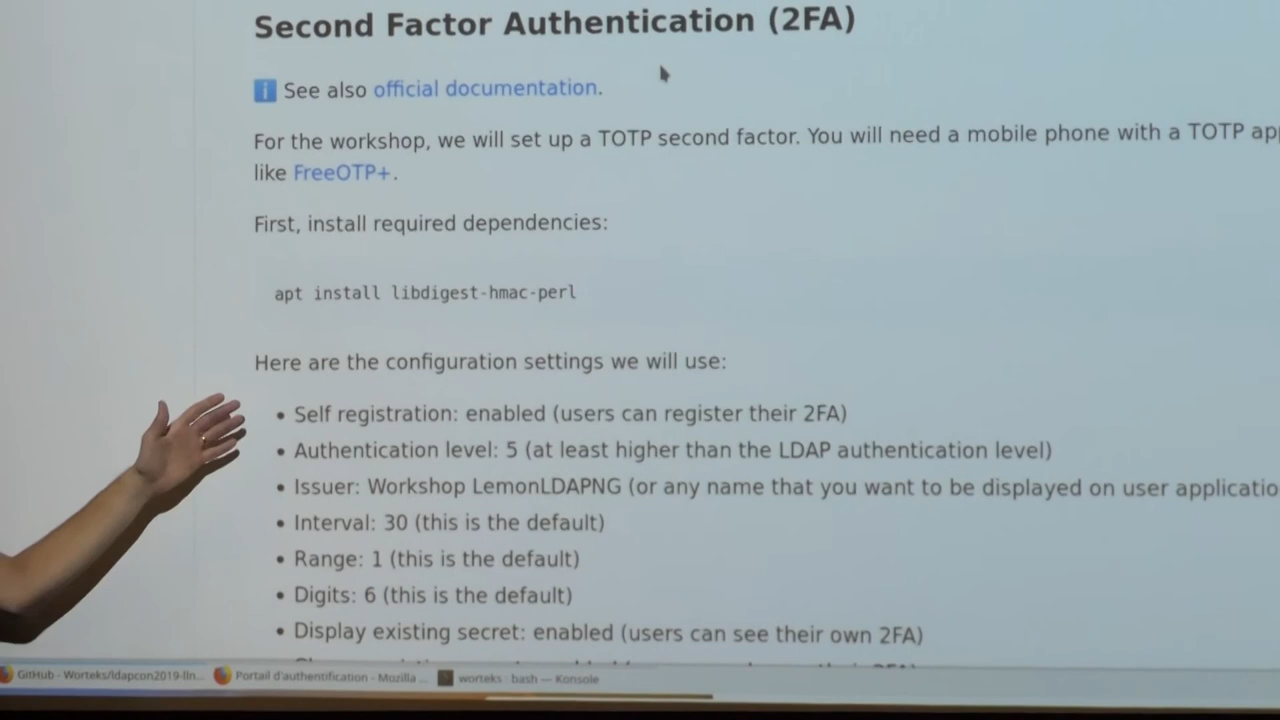 Second Factor Authentication (2FA)
See also official documentation.
For the workshop, we will set up a TOTP second factor. You will need a mobile phone with a TOTP
like FreeOTP+.
First, install required dependencies:
apt install libdigest-hmac-perl
Here are the configuration settings we will use:
• Self registration: enabled (users can register their 2FA)
• Authentication level: 5 (at least higher than the LDAP authentication level)
• Issuer: Workshop LemonLDAPNG (or any name that you want to be displayed on user
• Interval: 30 (this is the default)
• Range: 1 (this is the default)
• Digits: 6 (this is the default)
• Display existing secret: enabled (users can see their own 2FA)
GitHub - Worteks/ldapcon2019-lln... Portail d'authentification - Mozilla ... worteks : bash — Konsole